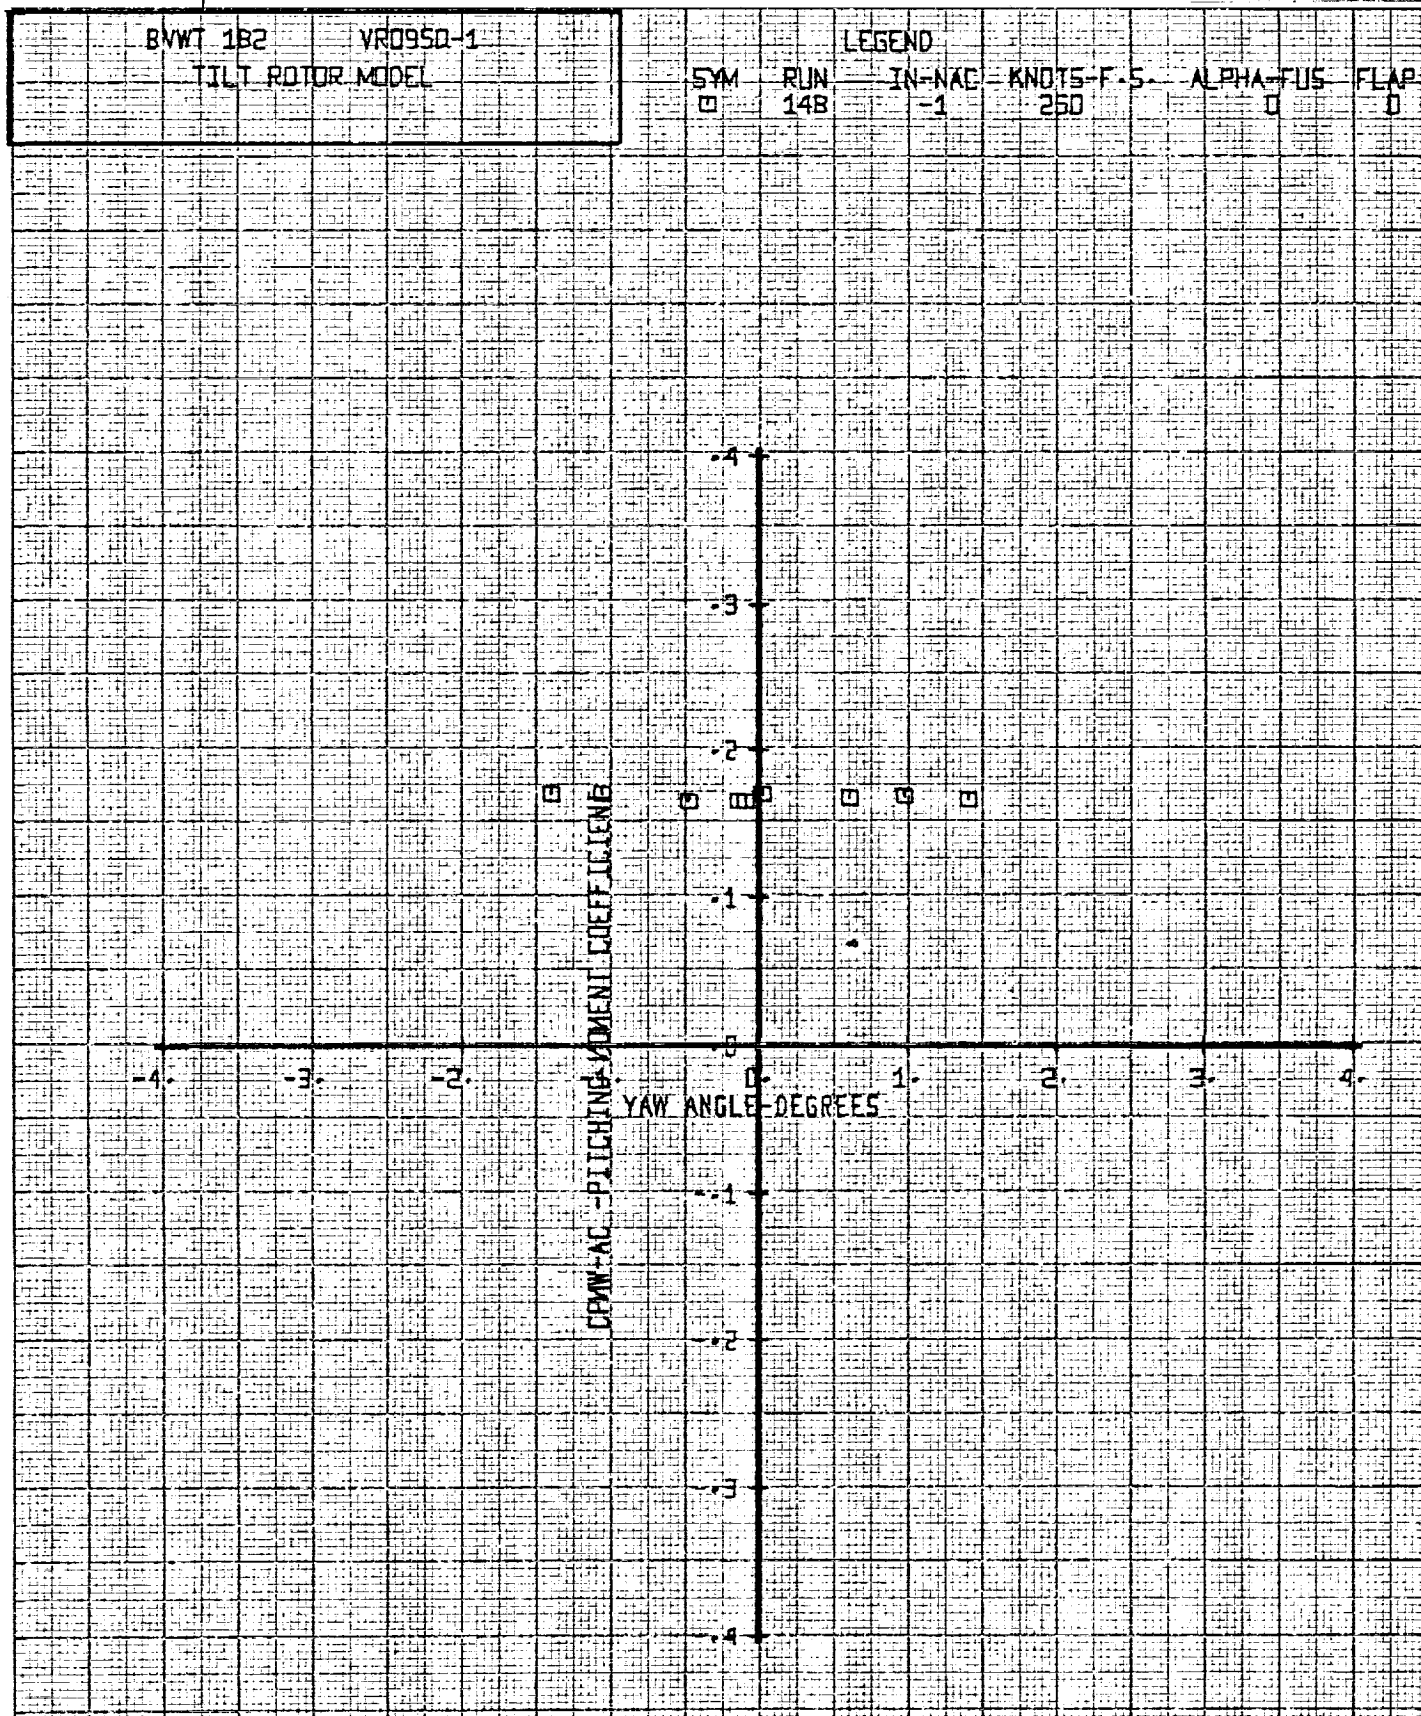 BVWT 182 VR095Q-1
TILT ROTOR MODEL
LEGEND
SYM RUN IN-NAC KNOTS-F.S. ALPHA-FUS FLAP
148 -1 260 0 0
.4
.3
.2
.1
.0
-4. -3. -2. -1. 0. 1. 2. 3. 4.
YAW ANGLE-DEGREES
CPMW-AC -PITCHING MOMENT COEFFICIENT
-.1
-.2
-.3
-.4